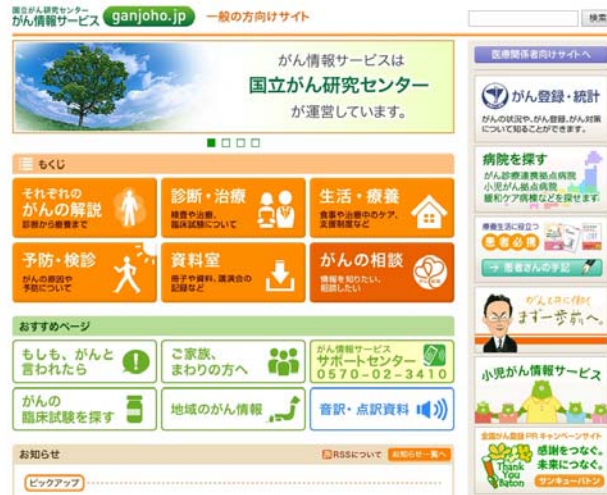 国立がん研究センター
がん情報サービス ganjoho.jp 一般の方向けサイト
検索
医療関係者向けサイトへ
がん情報サービスは
国立がん研究センター
が運営しています。
がん登録・統計
がんの状況や、がん登録、がん対策
について知ることができます。
もくじ
それぞれの
がんの解説
診断から療養まで
診断・治療
検査や治療、
臨床試験について
生活・療養
食事や治療中のケア、
支援制度など
予防・検診
がんの原因や
予防について
資料室
冊子や資料、講演会の
記録など
がんの相談
情報を知りたい、
相談したい
病院を探す
がん診療連携拠点病院
小児がん拠点病院
緩和ケア病棟などを探せます
療養生活に役立つ
患者必携
患者さんの手記
がんと共に働く
まず一歩前へ。
おすすめページ
もしも、がんと
言われたら
ご家族、
まわりの方へ
がん情報サービス
サポートセンター
0570-02-3410
がんの
臨床試験を探す
地域のがん情報
音訳・点訳資料
小児がん情報サービス
全国がん登録PRキャンペーンサイト
Thank
You
Baton
感謝をつなぐ。
未来につなぐ。
サンキューバトン
お知らせ
RSSについて
お知らせ一覧へ
ピックアップ